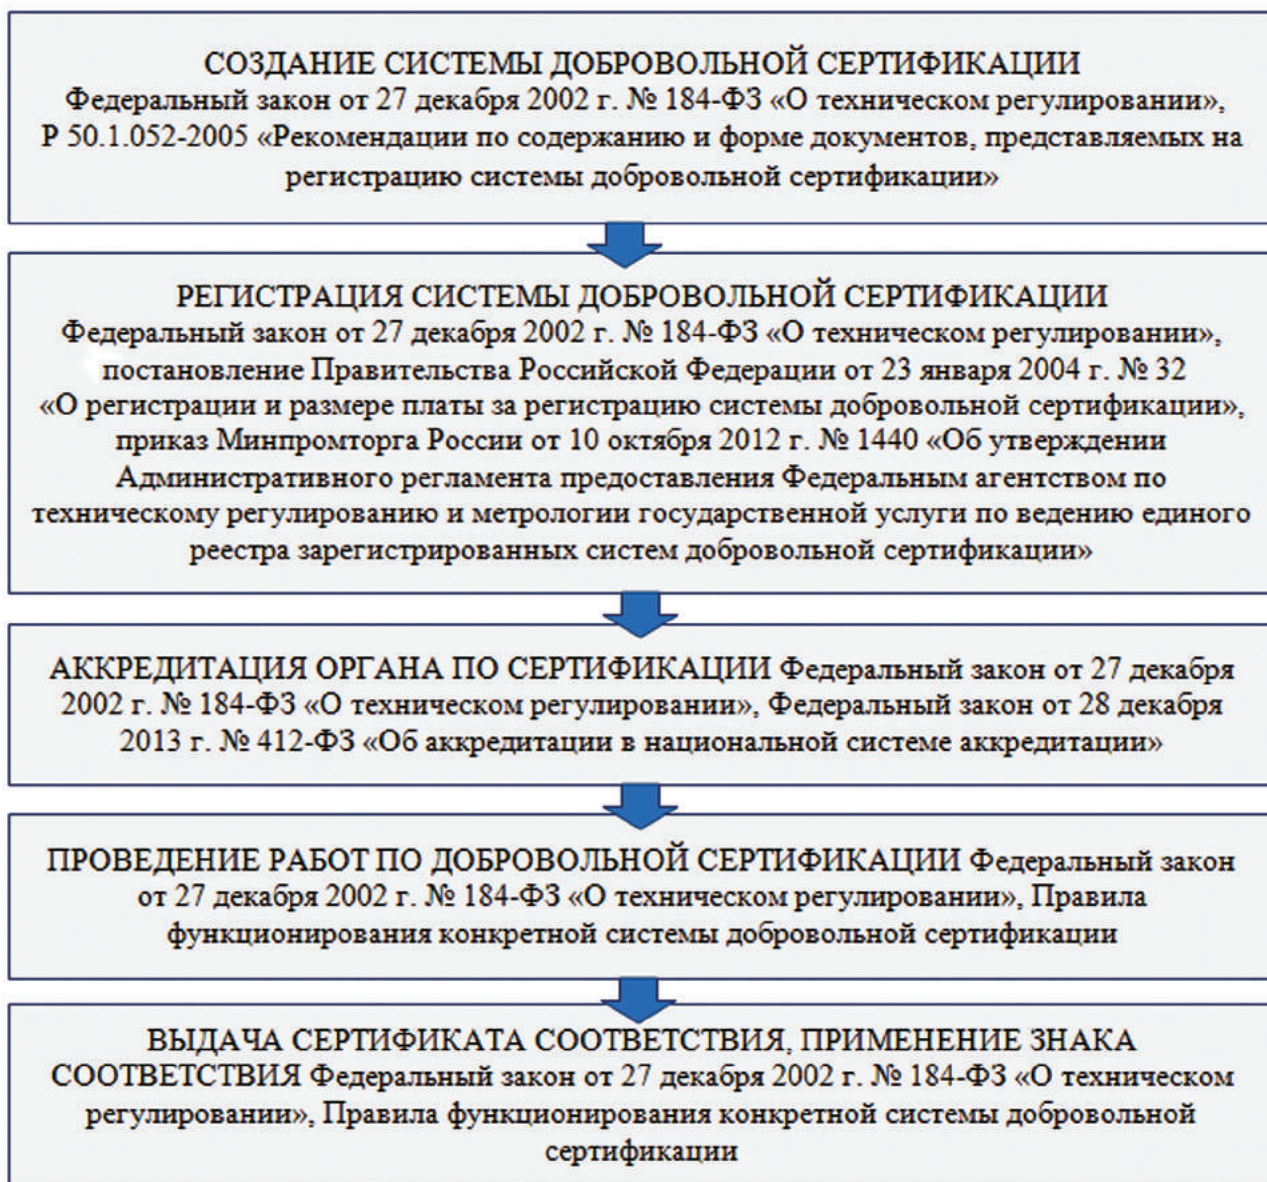 СОЗДАНИЕ СИСТЕМЫ ДОБРОВОЛЬНОЙ СЕРТИФИКАЦИИ
Федеральный закон от 27 декабря 2002 г. № 184-ФЗ «О техническом регулировании»,
Р 50.1.052-2005 «Рекомендации по содержанию и форме документов, представляемых на
регистрацию системы добровольной сертификации»
РЕГИСТРАЦИЯ СИСТЕМЫ ДОБРОВОЛЬНОЙ СЕРТИФИКАЦИИ
Федеральный закон от 27 декабря 2002 г. № 184-ФЗ «О техническом регулировании»,
постановление Правительства Российской Федерации от 23 января 2004 г. № 32
«О регистрации и размере платы за регистрацию системы добровольной сертификации»,
приказ Минпромторга России от 10 октября 2012 г. № 1440 «Об утверждении
Административного регламента предоставления Федеральным агентством по
техническому регулированию и метрологии государственной услуги по ведению единого
реестра зарегистрированных систем добровольной сертификации»
АККРЕДИТАЦИЯ ОРГАНА ПО СЕРТИФИКАЦИИ Федеральный закон от 27 декабря
2002 г. № 184-ФЗ «О техническом регулировании», Федеральный закон от 28 декабря
2013 г. № 412-ФЗ «Об аккредитации в национальной системе аккредитации»
ПРОВЕДЕНИЕ РАБОТ ПО ДОБРОВОЛЬНОЙ СЕРТИФИКАЦИИ Федеральный закон
от 27 декабря 2002 г. № 184-ФЗ «О техническом регулировании», Правила
функционирования конкретной системы добровольной сертификации
ВЫДАЧА СЕРТИФИКАТА СООТВЕТСТВИЯ, ПРИМЕНЕНИЕ ЗНАКА
СООТВЕТСТВИЯ Федеральный закон от 27 декабря 2002 г. № 184-ФЗ «О техническом
регулировании», Правила функционирования конкретной системы добровольной
сертификации